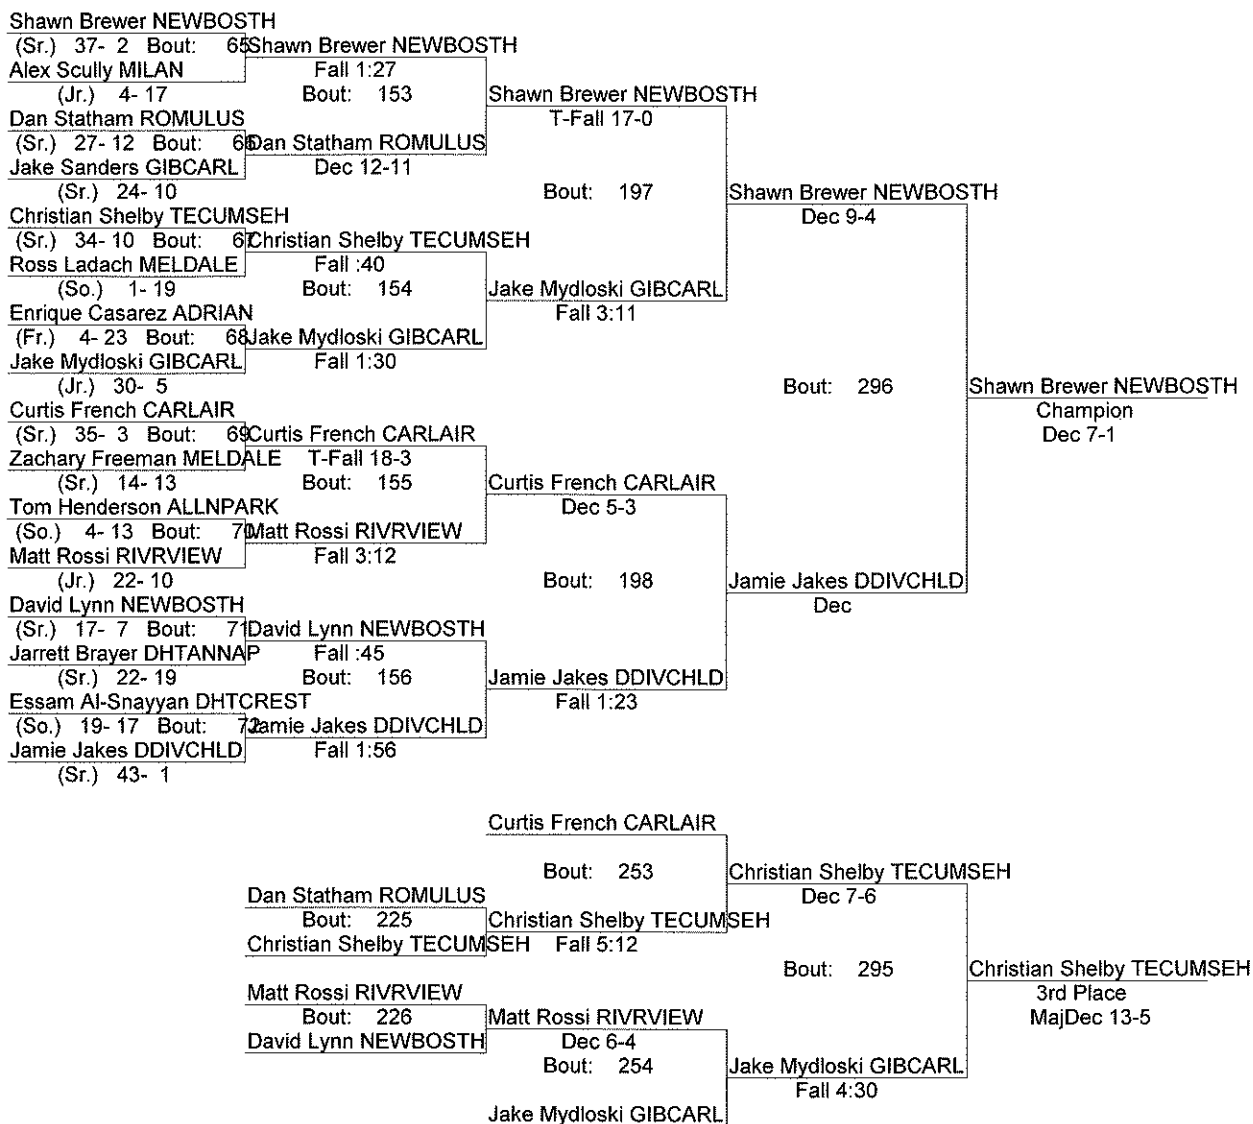 Shawn Brewer NEWBOSTH
(Sr.) 37- 2 Bout: 65 Shawn Brewer NEWBOSTH
Alex Scully MILAN Fall 1:27
(Jr.) 4- 17 Bout: 153 Shawn Brewer NEWBOSTH
Dan Statham ROMULUS T-Fall 17-0
(Sr.) 27- 12 Bout: 66 Dan Statham ROMULUS
Jake Sanders GIBCARL Dec 12-11
(Sr.) 24- 10 Bout: 197 Shawn Brewer NEWBOSTH
Christian Shelby TECUMSEH Dec 9-4
(Sr.) 34- 10 Bout: 67 Christian Shelby TECUMSEH
Ross Ladach MELDALE Fall :40
(So.) 1- 19 Bout: 154 Jake Mydloski GIBCARL
Enrique Casarez ADRIAN Fall 3:11
(Fr.) 4- 23 Bout: 68 Jake Mydloski GIBCARL
Jake Mydloski GIBCARL Fall 1:30
(Jr.) 30- 5 Bout: 296 Shawn Brewer NEWBOSTH
Curtis French CARLAIR Champion
(Sr.) 35- 3 Bout: 69 Curtis French CARLAIR Dec 7-1
Zachary Freeman MELDALE T-Fall 18-3
(Sr.) 14- 13 Bout: 155 Curtis French CARLAIR
Tom Henderson ALLNPARK Dec 5-3
(So.) 4- 13 Bout: 70 Matt Rossi RIVRVIEW
Matt Rossi RIVRVIEW Fall 3:12
(Jr.) 22- 10 Bout: 198 Jamie Jakes DDIVCHLD
David Lynn NEWBOSTH Dec
(Sr.) 17- 7 Bout: 71 David Lynn NEWBOSTH
Jarrett Brayer DHTANNAP Fall :45
(Sr.) 22- 19 Bout: 156 Jamie Jakes DDIVCHLD
Essam Al-Snayyan DHTCREST Fall 1:23
(So.) 19- 17 Bout: 72 Jamie Jakes DDIVCHLD
Jamie Jakes DDIVCHLD Fall 1:56
(Sr.) 43- 1
Curtis French CARLAIR
Bout: 253 Christian Shelby TECUMSEH
Dan Statham ROMULUS Dec 7-6
Bout: 225 Christian Shelby TECUMSEH
Christian Shelby TECUMSEH Fall 5:12
Bout: 295 Christian Shelby TECUMSEH
Matt Rossi RIVRVIEW 3rd Place
Bout: 226 Matt Rossi RIVRVIEW MajDec 13-5
David Lynn NEWBOSTH Dec 6-4
Bout: 254 Jake Mydloski GIBCARL
Fall 4:30
Jake Mydloski GIBCARL